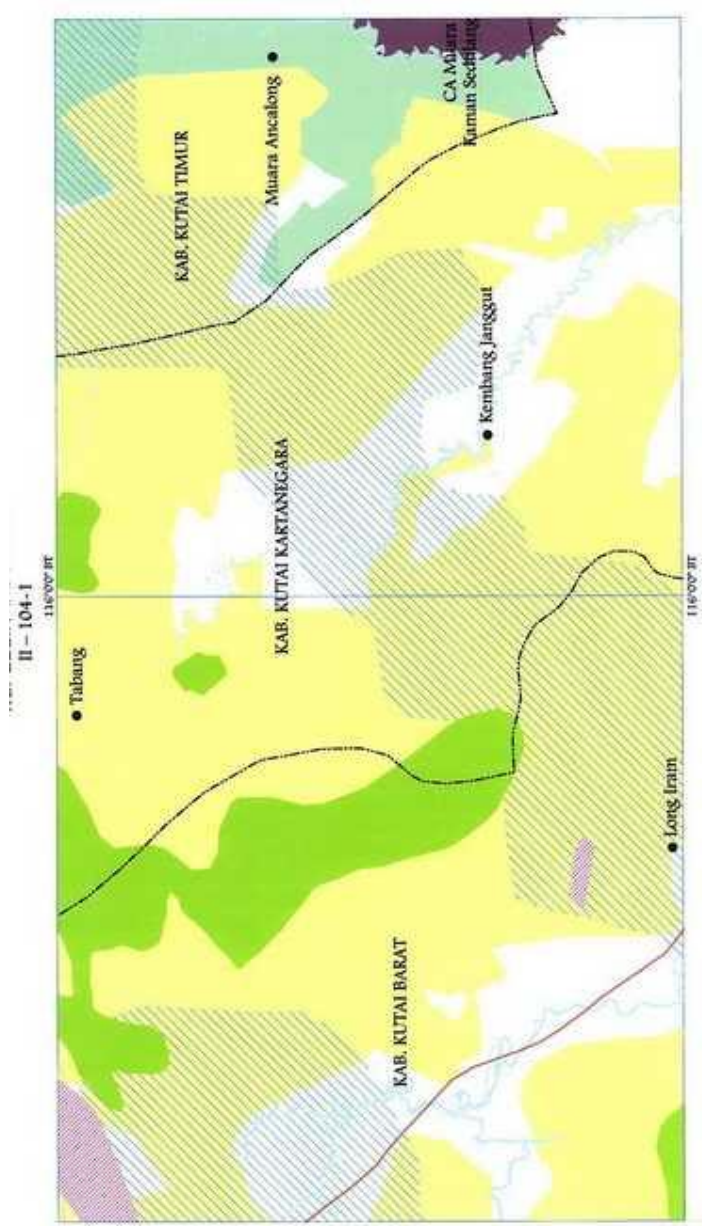 II – 104-I
116°00' BT
Tabang
Muara Ancalong
KAB. KUTAI TIMUR
CA Muara
Kaman Sedulang
KAB. KUTAI KARTANEGARA
Kembang Janggut
KAB. KUTAI BARAT
Long Iram
116°00' BT